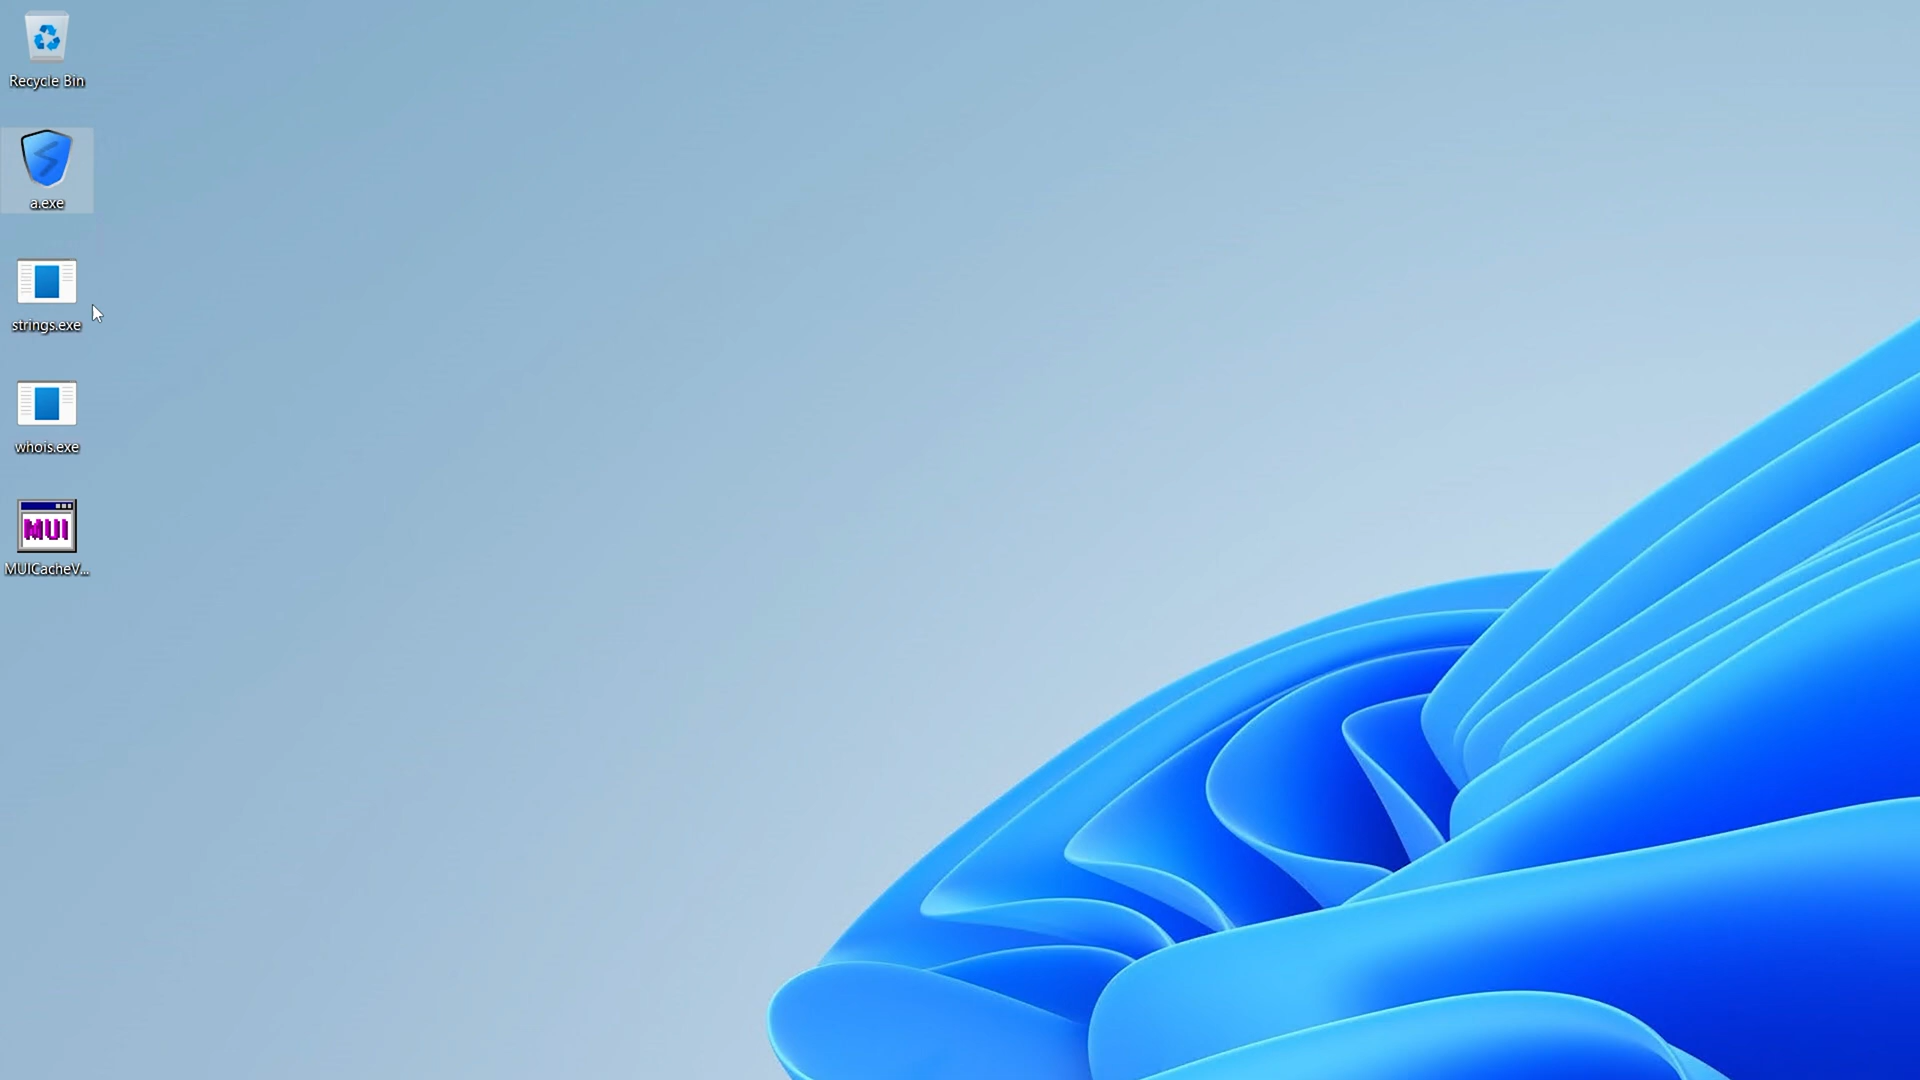 Recycle Bin
a.exe
strings.exe
whois.exe
MUI
MUICacheV...